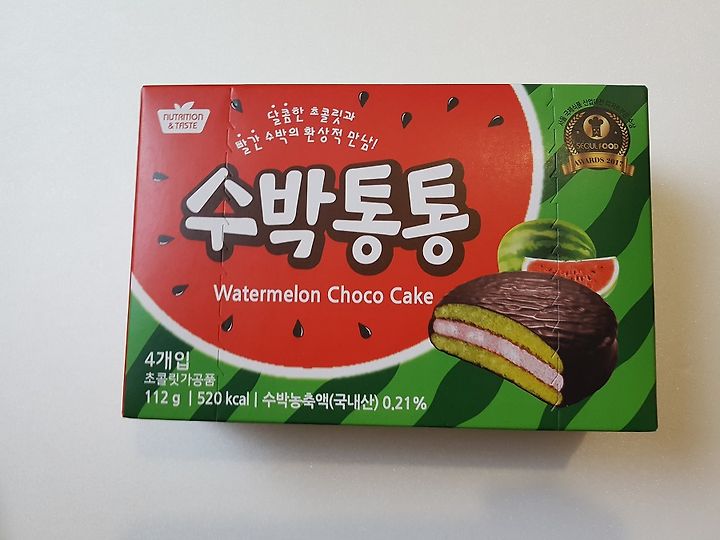 NUTRITION
& TASTE
달콤한 초콜릿과
빨간 수박의 환상적 만남!
수박통통
Watermelon Choco Cake
SEOUL FOOD
AWARDS 2017
4개입
초콜릿가공품
112 g | 520 kcal | 수박농축액(국내산) 0.21%